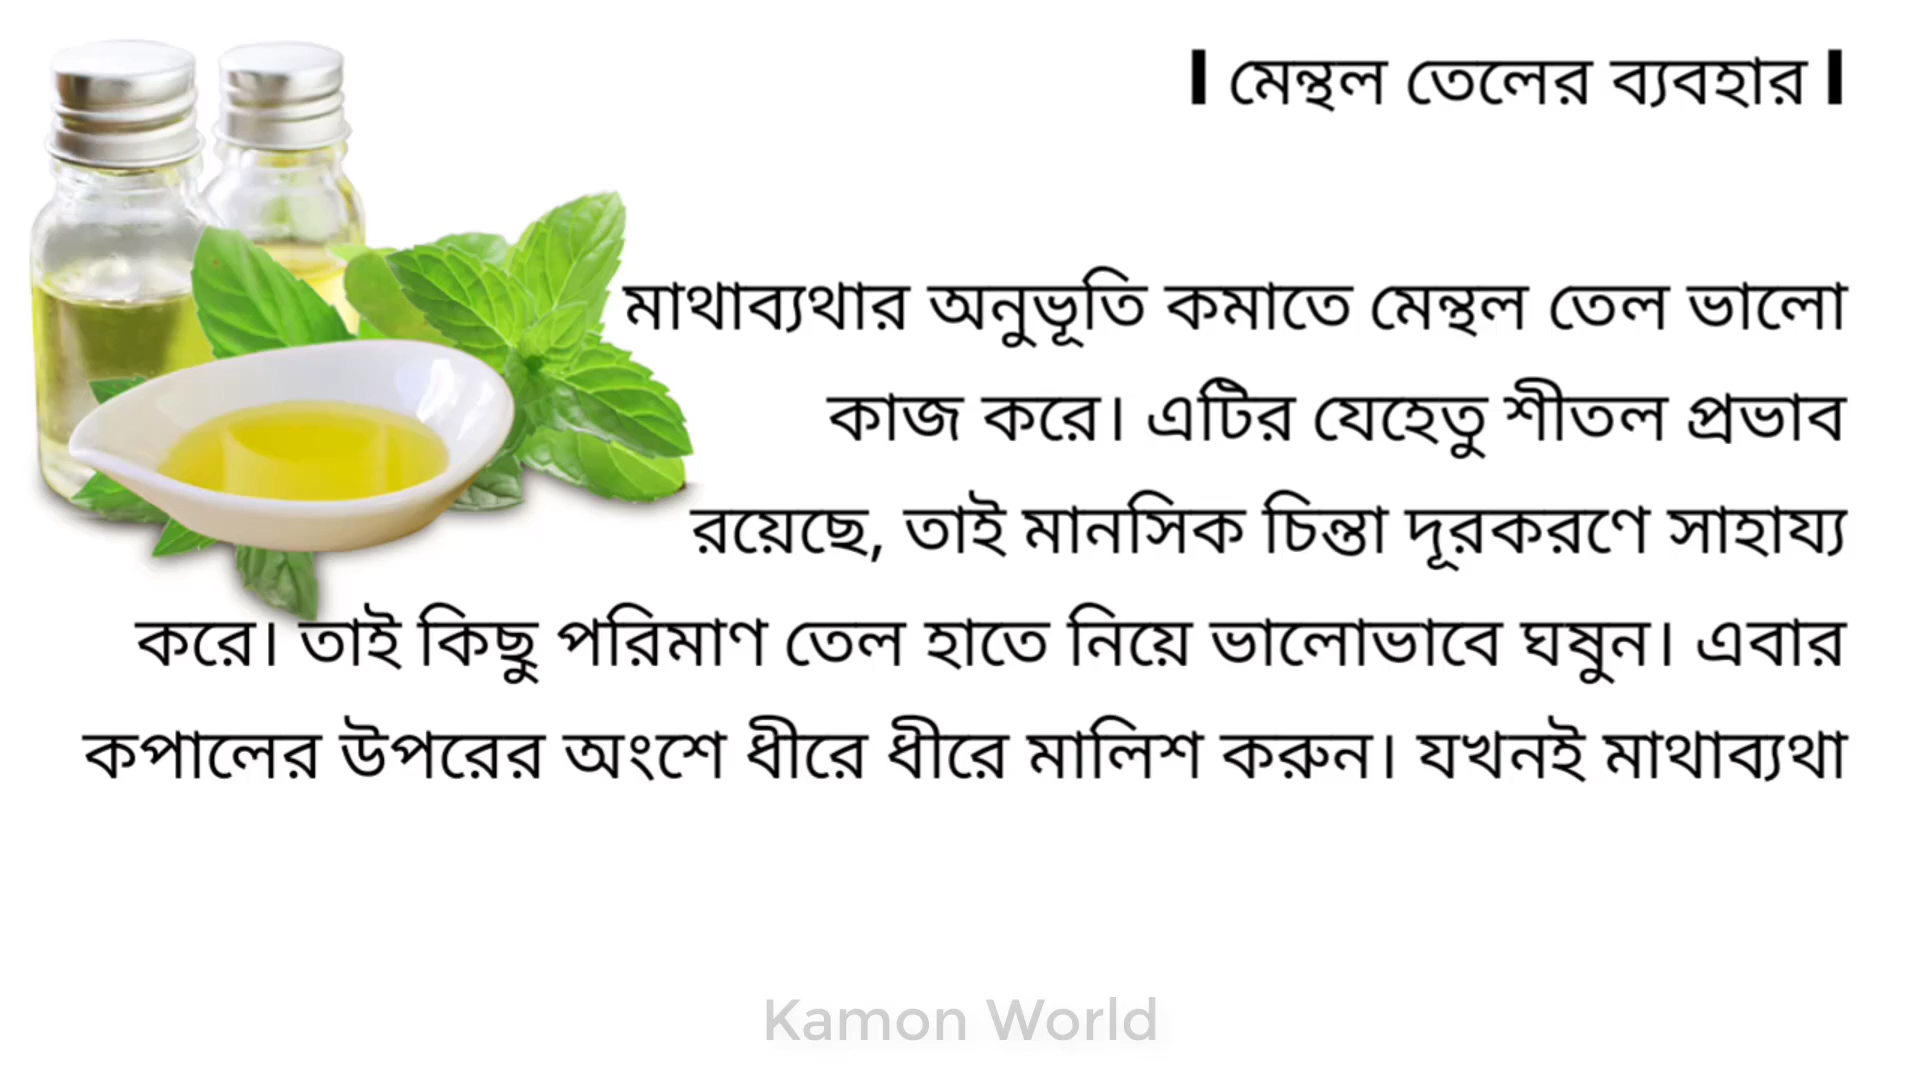 । মেন্থল তেলের ব্যবহার ।
মাথাব্যথার অনুভূতি কমাতে মেন্থল তেল ভালো
কাজ করে। এটির যেহেতু শীতল প্রভাব
রয়েছে, তাই মানসিক চিন্তা দূরকরণে সাহায্য
করে। তাই কিছু পরিমাণ তেল হাতে নিয়ে ভালোভাবে ঘষুন। এবার
কপালের উপরের অংশে ধীরে ধীরে মালিশ করুন। যখনই মাথাব্যথা
Kamon World